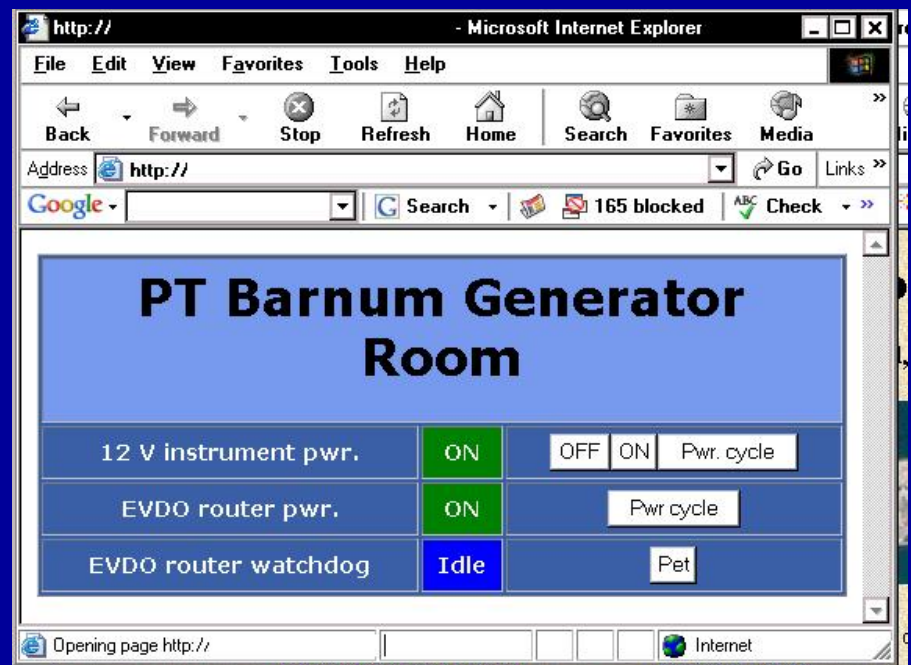 http:// - Microsoft Internet Explorer
File Edit View Favorites Tools Help
Back Forward Stop Refresh Home Search Favorites Media »
Address http:// Go Links »
Google Search 165 blocked ABC Check »
PT Barnum Generator
Room
12 V instrument pwr. ON OFF ON Pwr. cycle
EVDO router pwr. ON Pwr cycle
EVDO router watchdog Idle Pet
Opening page http:// Internet